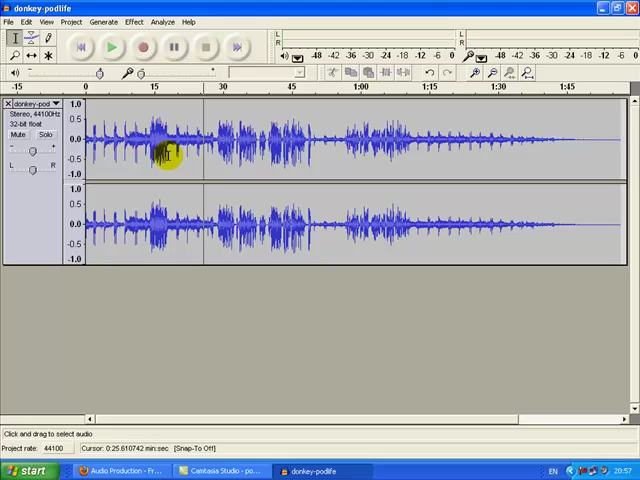 donkey-podlife
File Edit View Project Generate Effect Analyze Help
L
R
-48 -42 -36 -30 -24 -18 -12 -6 0
L
R
-48 -42 -36 -30 -24 -18 -12 -6 0
-15 0 15 30 45 1:00 1:15 1:30 1:45
donkey-pod
Stereo, 44100Hz
32-bit float
Mute Solo
- +
L R
1.0
0.5
0.0
-0.5
-1.0
1.0
0.5
0.0
-0.5
-1.0
Click and drag to select audio
Project rate: 44100 Cursor: 0:25.610742 min:sec [Snap-To Off]
start Audio Production - Fr... Camtasia Studio - po... donkey-podlife EN 20:57